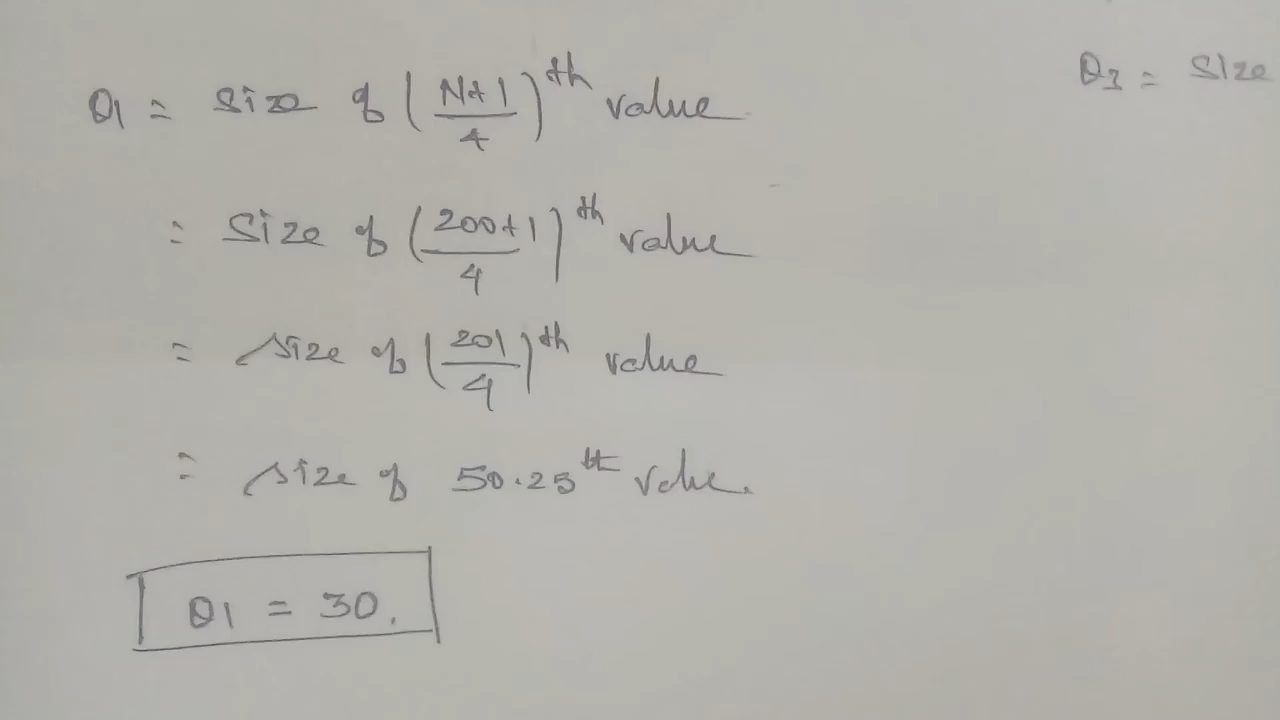 Q1 = Size of (N+1/4)th value
= Size of (200+1/4)th value
= Size of (201/4)th value
= Size of 50.25th value.
Q1 = 30.
Q3 = Size